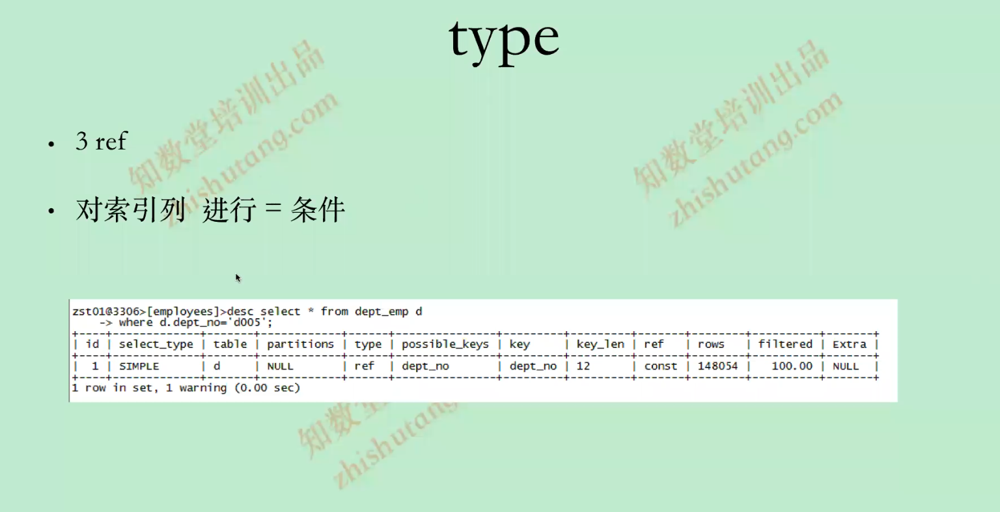 type
知数堂培训出品
zhishutang.com
知数堂培训出品
zhishutang.com
• 3 ref
• 对索引列 进行 = 条件
zst01@3306>[employees]>desc select * from dept_emp d
    -> where d.dept_no='d005';
+----+-------------+-------+------------+------+---------------+---------+---------+-------+--------+----------+-------+
| id | select_type | table | partitions | type | possible_keys | key     | key_len | ref   | rows   | filtered | Extra |
+----+-------------+-------+------------+------+---------------+---------+---------+-------+--------+----------+-------+
|  1 | SIMPLE      | d     | NULL       | ref  | dept_no       | dept_no | 12      | const | 148054 |   100.00 | NULL  |
+----+-------------+-------+------------+------+---------------+---------+---------+-------+--------+----------+-------+
1 row in set, 1 warning (0.00 sec)
知数
zhishutang